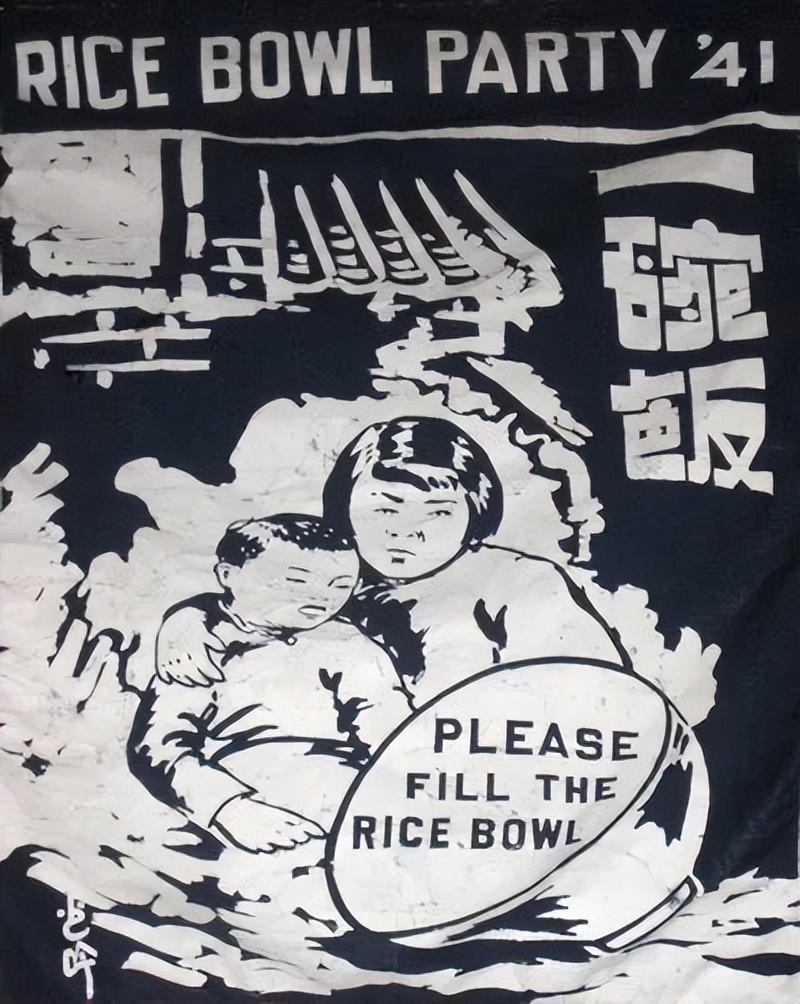 RICE BOWL PARTY '41
一碗飯
PLEASE
FILL THE
RICE BOWL